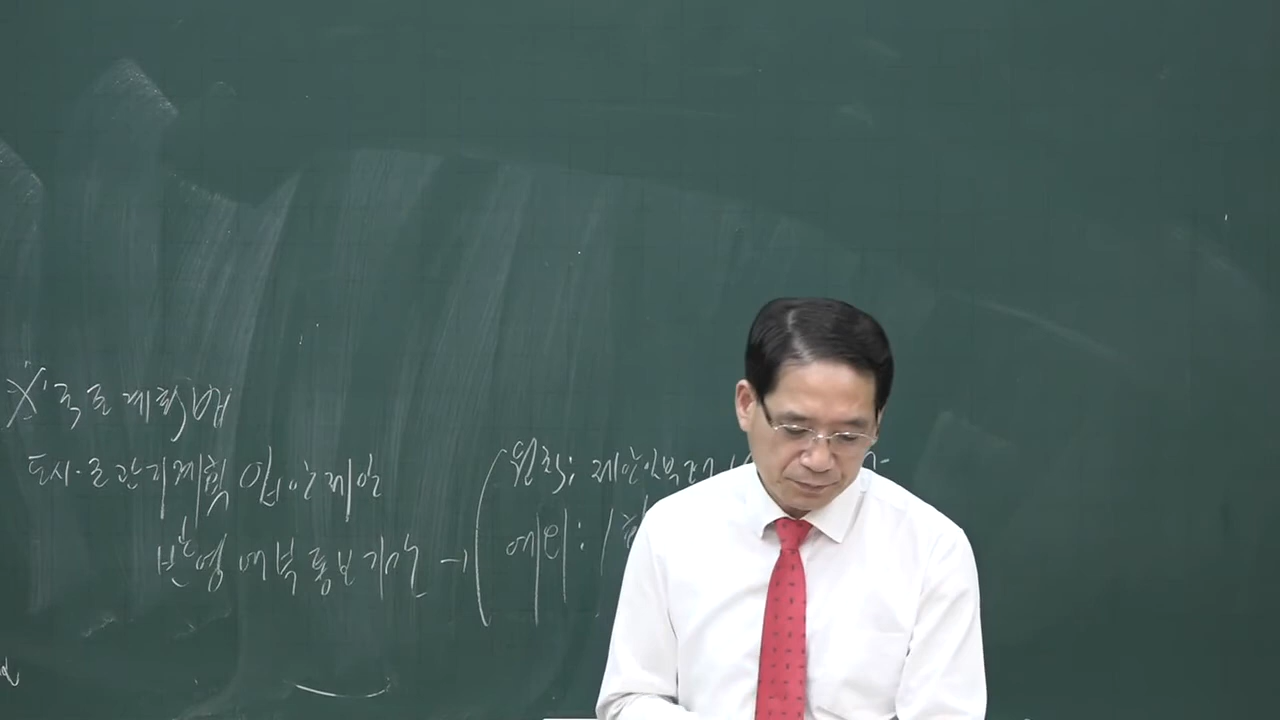 ※ 국토계획법
도시·군관리계획 입안제안
반영여부 통보기간 →
원칙: 제안일부터
예외: 1회